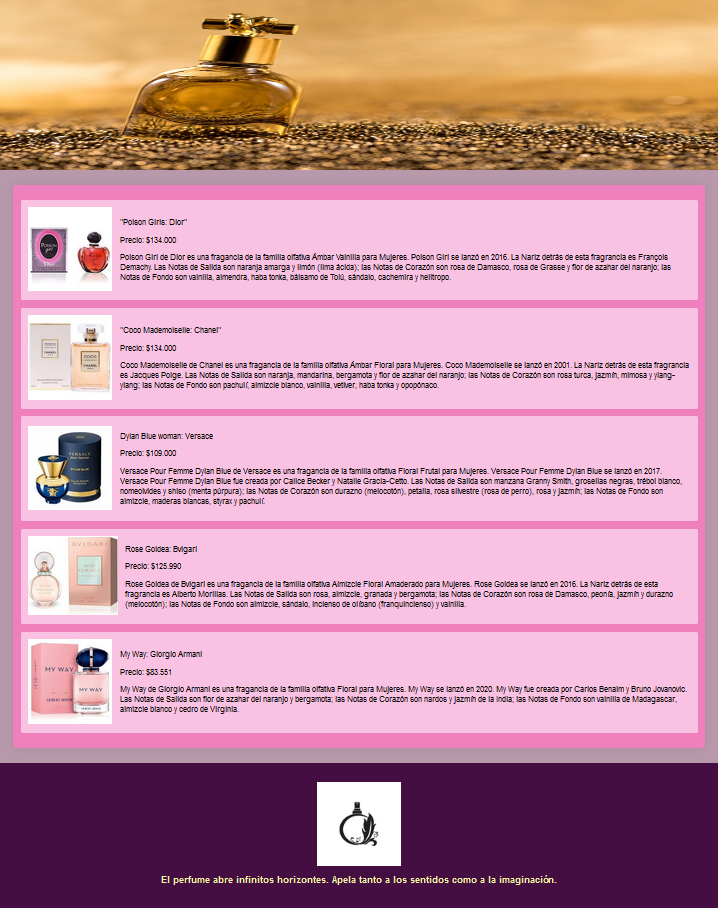 "Poison Girls: Dior"
Precio: $134.000
Poison Girl de Dior es una fragancia de la familia olfativa Ámbar Vainilla para Mujeres. Poison Girl se lanzó en 2016. La Nariz detrás de esta fragrancia es François
Demachy. Las Notas de Salida son naranja amarga y limón (lima ácida); las Notas de Corazón son rosa de Damasco, rosa de Grasse y flor de azahar del naranjo; las
Notas de Fondo son vainilla, almendra, haba tonka, bálsamo de Tolú, sándalo, cachemira y helitropo.
POISON
girl
"Coco Mademoiselle: Chanel"
Precio: $134.000
Coco Mademoiselle de Chanel es una fragancia de la familia olfativa Ámbar Floral para Mujeres. Coco Mademoiselle se lanzó en 2001. La Nariz detrás de esta fragrancia
es Jacques Polge. Las Notas de Salida son naranja, mandarina, bergamota y flor de azahar del naranjo; las Notas de Corazón son rosa turca, jazmín, mimosa y ylang-
ylang; las Notas de Fondo son pachulí, almizcle blanco, vainilla, vetiver, haba tonka y opopónaco.
COCO
CHANEL
Dylan Blue woman: Versace
Precio: $109.000
Versace Pour Femme Dylan Blue de Versace es una fragancia de la familia olfativa Floral Frutal para Mujeres. Versace Pour Femme Dylan Blue se lanzó en 2017.
Versace Pour Femme Dylan Blue fue creada por Calice Becker y Natalie Gracia-Cetto. Las Notas de Salida son manzana Granny Smith, grosellas negras, trébol blanco,
nomeolvides y shiso (menta púrpura); las Notas de Corazón son durazno (melocotón), petalia, rosa silvestre (rosa de perro), rosa y jazmín; las Notas de Fondo son
almizcle, maderas blancas, styrax y pachulí.
VERSACE
DYLAN BLUE
Rose Goldea: Bvlgari
Precio: $125.990
Rose Goldea de Bvlgari es una fragancia de la familia olfativa Almizcle Floral Amaderado para Mujeres. Rose Goldea se lanzó en 2016. La Nariz detrás de esta
fragrancia es Alberto Morillas. Las Notas de Salida son rosa, almizcle, granada y bergamota; las Notas de Corazón son rosa de Damasco, peonía, jazmín y durazno
(melocotón); las Notas de Fondo son almizcle, sándalo, incienso de olíbano (franquincienso) y vainilla.
BVLGARI
My Way: Giorgio Armani
Precio: $83.551
My Way de Giorgio Armani es una fragancia de la familia olfativa Floral para Mujeres. My Way se lanzó en 2020. My Way fue creada por Carlos Benaim y Bruno Jovanovic.
Las Notas de Salida son flor de azahar del naranjo y bergamota; las Notas de Corazón son nardos y jazmín de la India; las Notas de Fondo son vainilla de Madagascar,
almizcle blanco y cedro de Virginia.
MY WAY
MY WAY
El perfume abre infinitos horizontes. Apela tanto a los sentidos como a la imaginación.